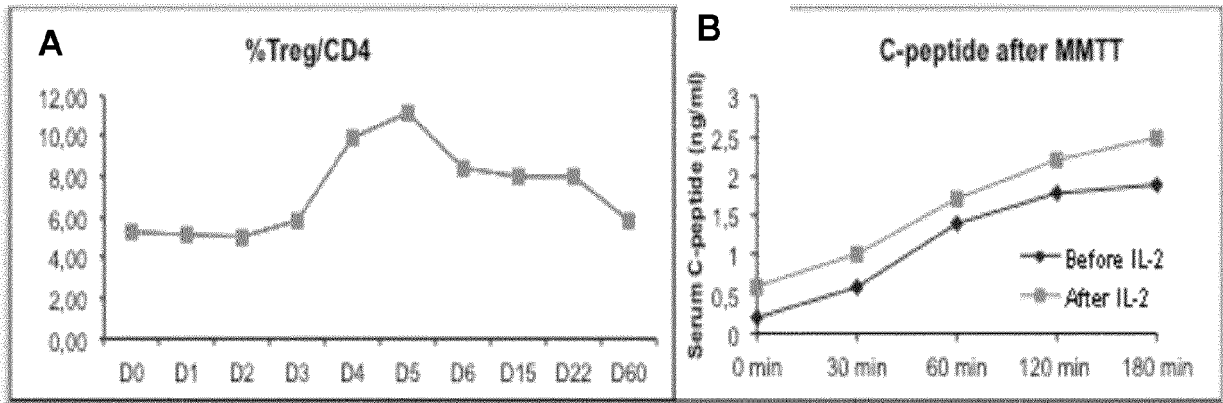 A
%Treg/CD4
12,00
10,00
8,00
6,00
4,00
2,00
0,00
D0 D1 D2 D3 D4 D5 D6 D15 D22 D60
B
C-peptide after MMTT
Serum C-peptide (ng/ml)
3
2,5
2
1,5
1
0,5
0
Before IL-2
After IL-2
0 min 30 min 60 min 120 min 180 min